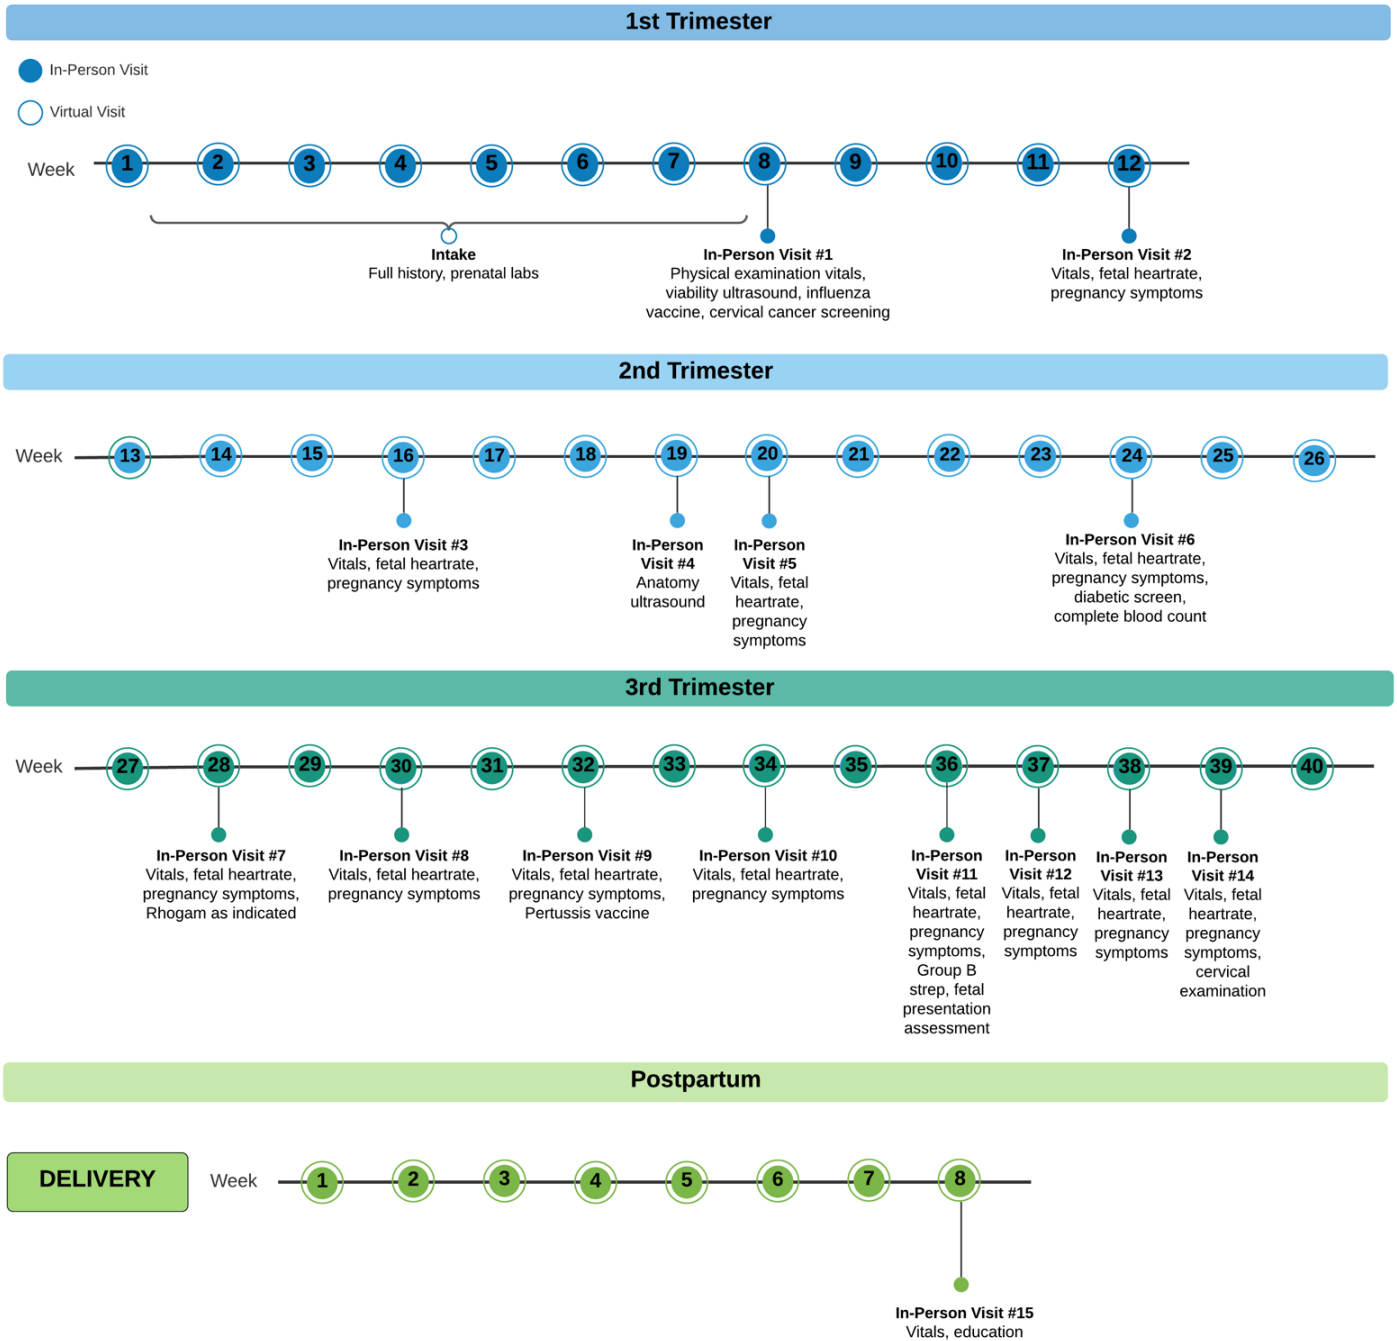 1st Trimester
In-Person Visit
Virtual Visit
Week
1 2 3 4 5 6 7 8 9 10 11 12
Intake
Full history, prenatal labs
In-Person Visit #1
Physical examination vitals,
viability ultrasound, influenza
vaccine, cervical cancer screening
In-Person Visit #2
Vitals, fetal heartrate,
pregnancy symptoms
2nd Trimester
Week
13 14 15 16 17 18 19 20 21 22 23 24 25 26
In-Person Visit #3
Vitals, fetal heartrate,
pregnancy symptoms
In-Person
Visit #4
Anatomy
ultrasound
In-Person
Visit #5
Vitals, fetal
heartrate,
pregnancy
symptoms
In-Person Visit #6
Vitals, fetal heartrate,
pregnancy symptoms,
diabetic screen,
complete blood count
3rd Trimester
Week
27 28 29 30 31 32 33 34 35 36 37 38 39 40
In-Person Visit #7
Vitals, fetal heartrate,
pregnancy symptoms,
Rhogam as indicated
In-Person Visit #8
Vitals, fetal heartrate,
pregnancy symptoms
In-Person Visit #9
Vitals, fetal heartrate,
pregnancy symptoms,
Pertussis vaccine
In-Person Visit #10
Vitals, fetal heartrate,
pregnancy symptoms
In-Person
Visit #11
Vitals, fetal
heartrate,
pregnancy
symptoms,
Group B
strep, fetal
presentation
assessment
In-Person
Visit #12
Vitals, fetal
heartrate,
pregnancy
symptoms
In-Person
Visit #13
Vitals, fetal
heartrate,
pregnancy
symptoms
In-Person
Visit #14
Vitals, fetal
heartrate,
pregnancy
symptoms,
cervical
examination
Postpartum
DELIVERY
Week
1 2 3 4 5 6 7 8
In-Person Visit #15
Vitals, education